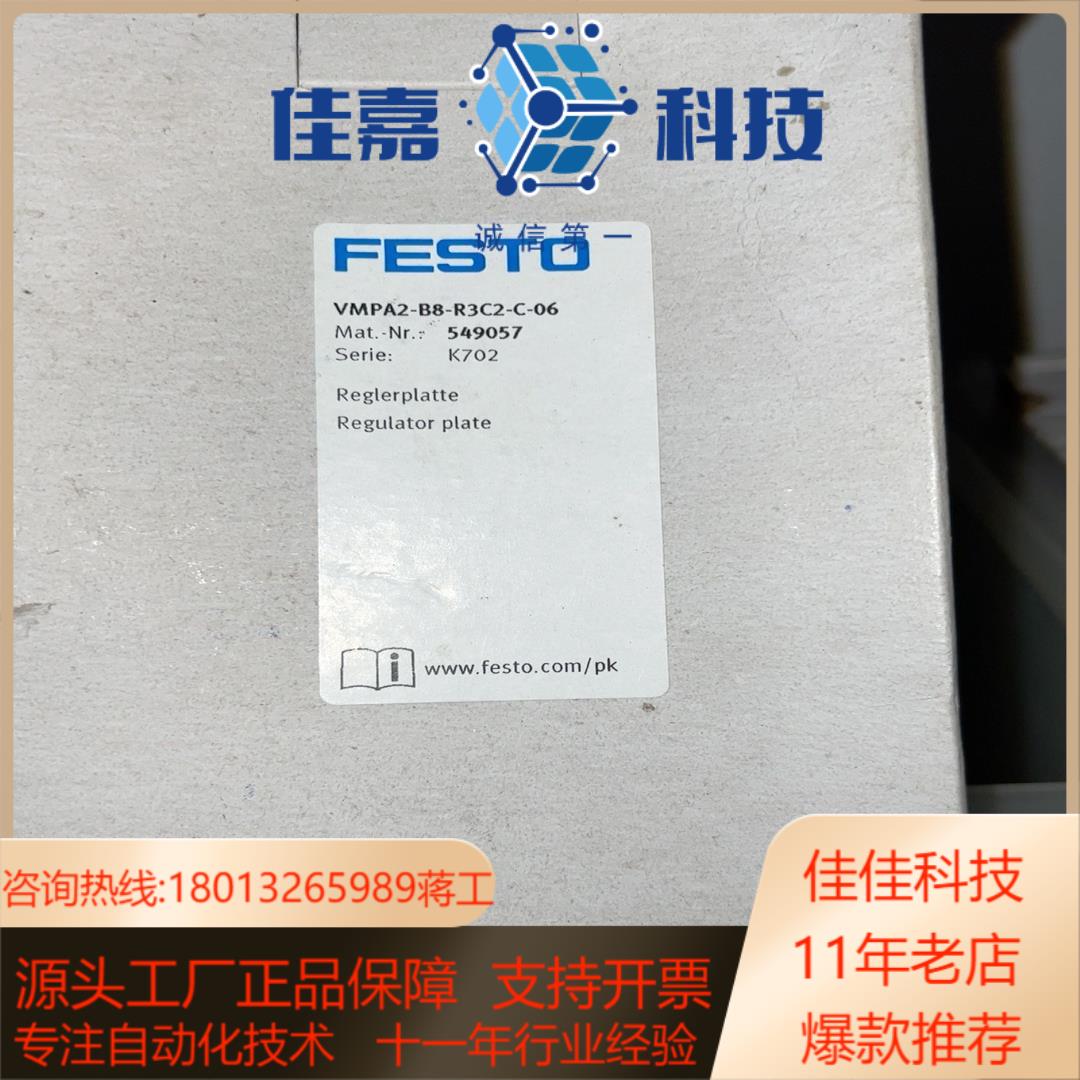 佳嘉 科技
诚信第一
FESTO
VMPA2-B8-R3C2-C-06
Mat.-Nr.: 549057
Serie: K702
Reglerplatte
Regulator plate
www.festo.com/pk
咨询热线:18013265989蒋工
源头工厂正品保障 支持开票
专注自动化技术 十一年行业经验
佳佳科技
11年老店
爆款推荐